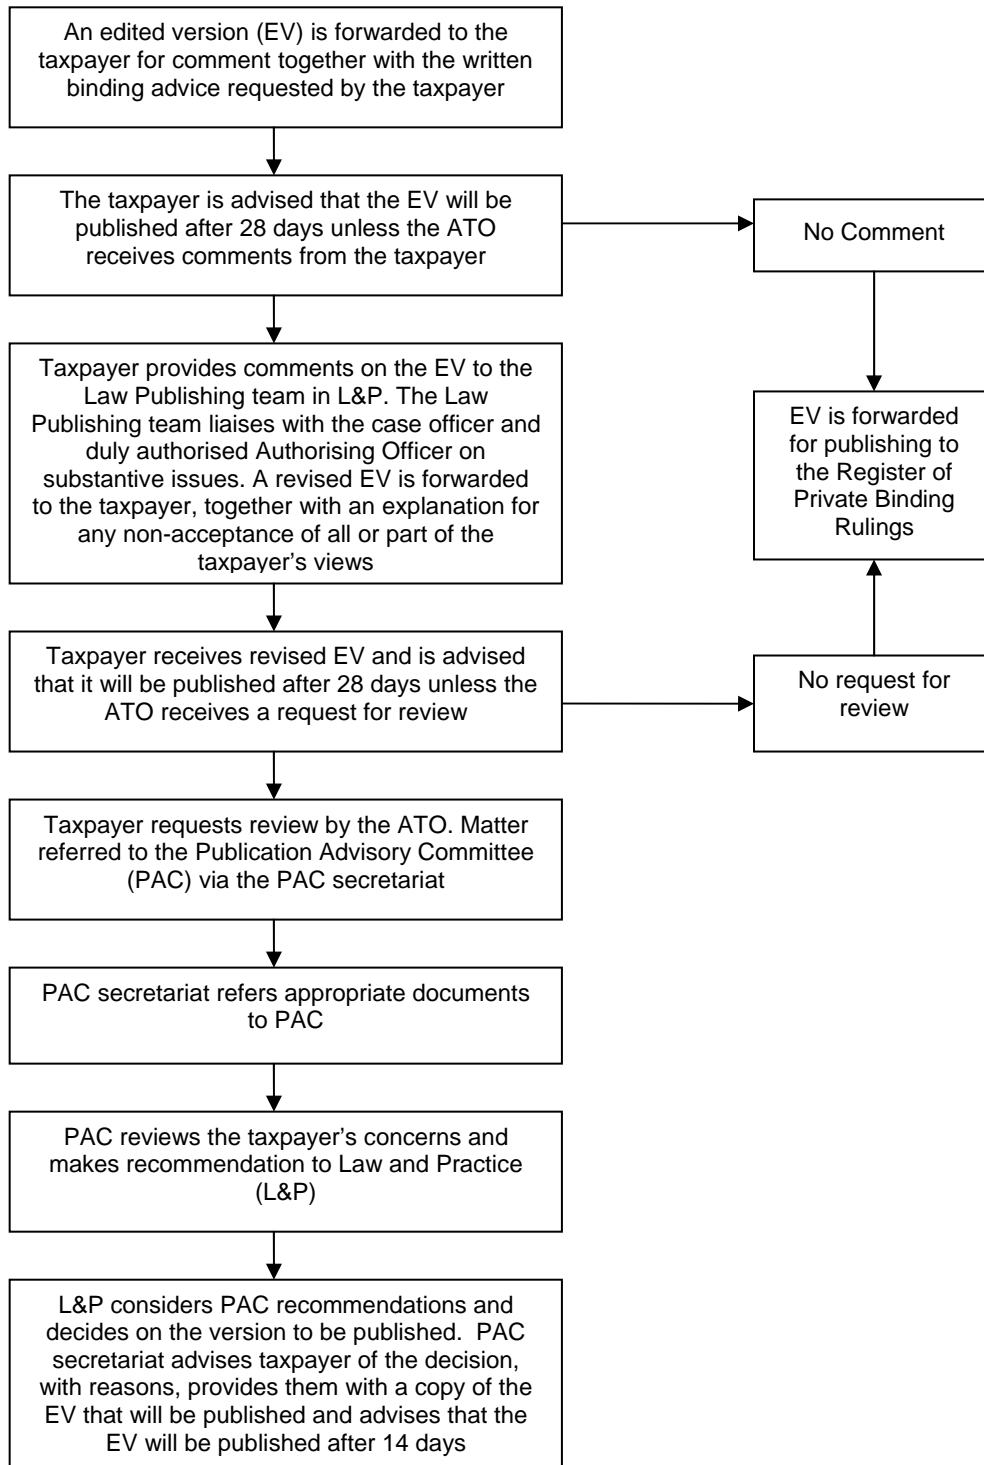 An edited version (EV) is forwarded to the
taxpayer for comment together with the written
binding advice requested by the taxpayer
The taxpayer is advised that the EV will be
published after 28 days unless the ATO
receives comments from the taxpayer
No Comment
Taxpayer provides comments on the EV to the
Law Publishing team in L&P. The Law
Publishing team liaises with the case officer and
duly authorised Authorising Officer on
substantive issues. A revised EV is forwarded
to the taxpayer, together with an explanation for
any non-acceptance of all or part of the
taxpayer's views
EV is forwarded
for publishing to
the Register of
Private Binding
Rulings
Taxpayer receives revised EV and is advised
that it will be published after 28 days unless the
ATO receives a request for review
No request for
review
Taxpayer requests review by the ATO. Matter
referred to the Publication Advisory Committee
(PAC) via the PAC secretariat
PAC secretariat refers appropriate documents
to PAC
PAC reviews the taxpayer's concerns and
makes recommendation to Law and Practice
(L&P)
L&P considers PAC recommendations and
decides on the version to be published.  PAC
secretariat advises taxpayer of the decision,
with reasons, provides them with a copy of the
EV that will be published and advises that the
EV will be published after 14 days